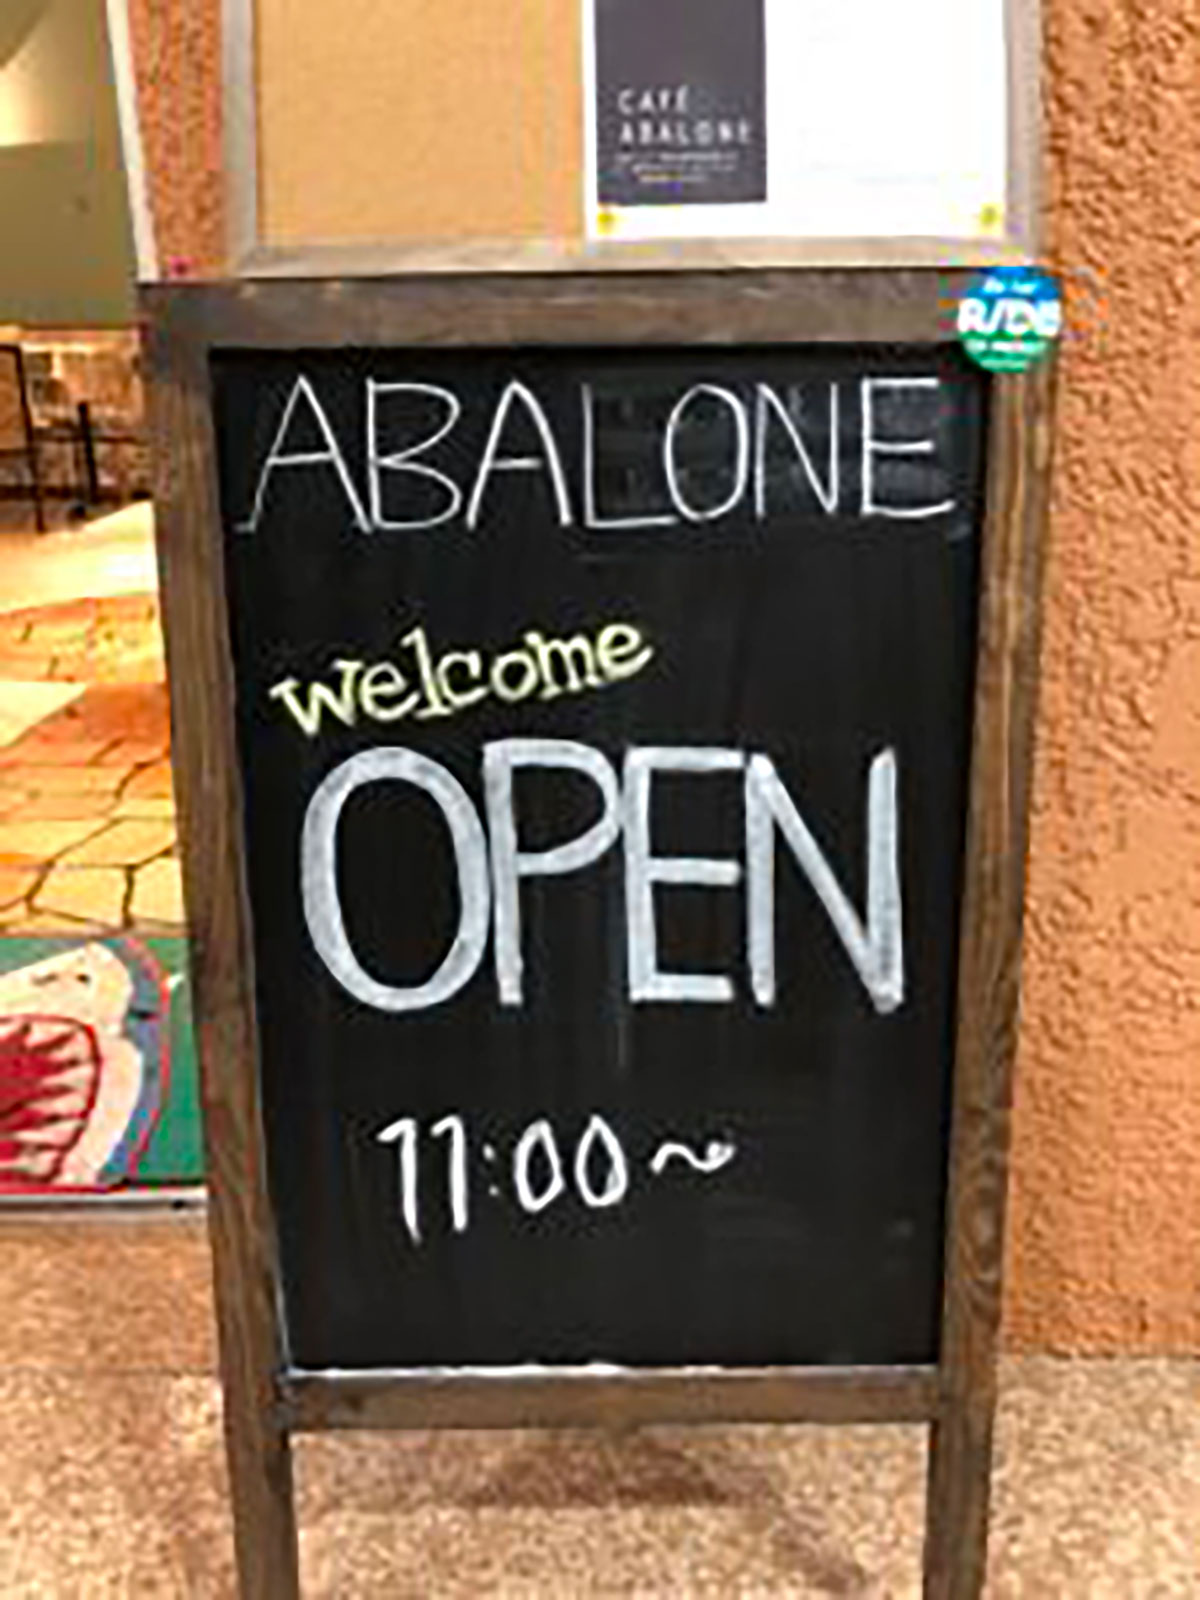 CAFÉ
ABALONE
ABALONE
welcome
OPEN
11:00~